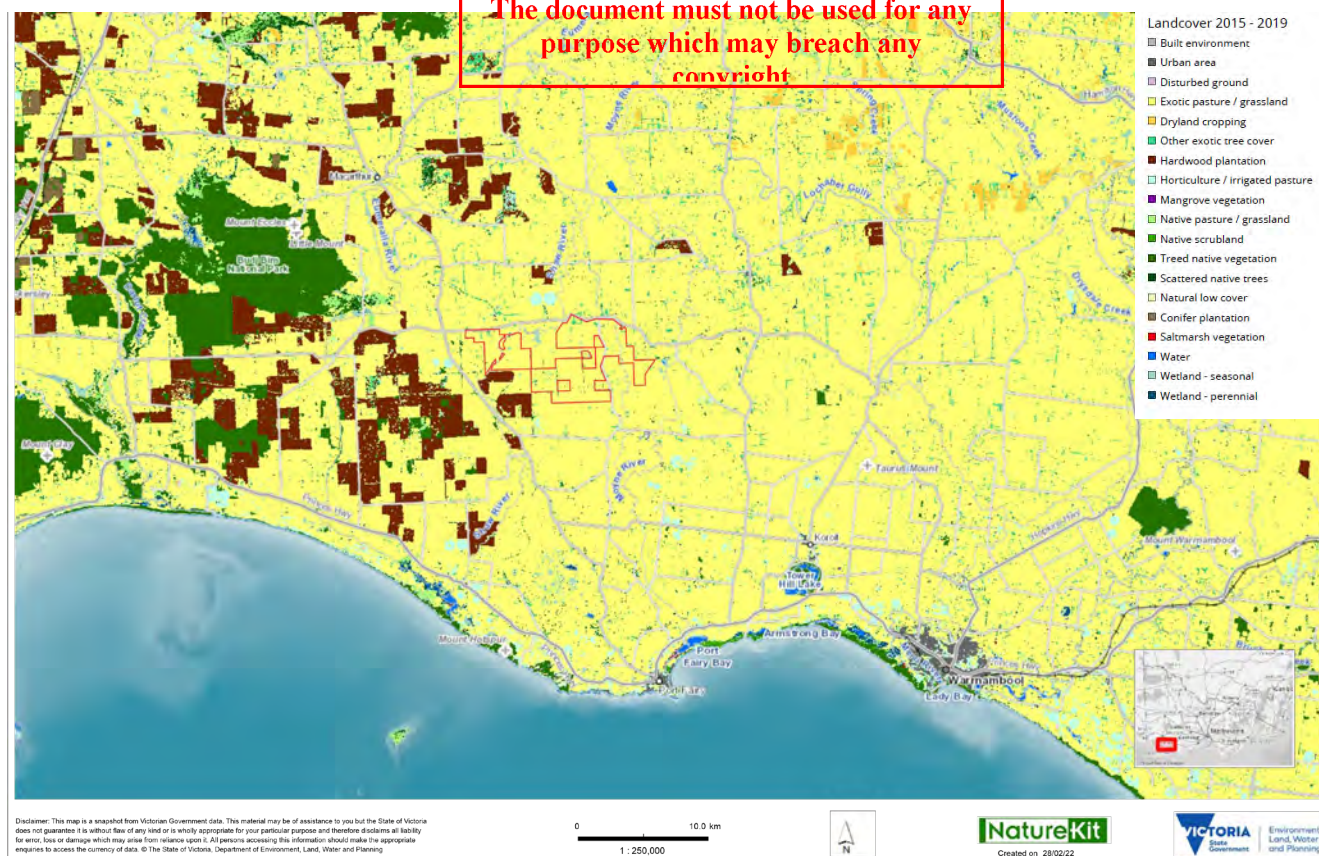 The document must not be used for any
purpose which may breach any
copyright
Landcover 2015 - 2019
Built environment
Urban area
Disturbed ground
Exotic pasture / grassland
Dryland cropping
Other exotic tree cover
Hardwood plantation
Horticulture / irrigated pasture
Mangrove vegetation
Native pasture / grassland
Native scrubland
Treed native vegetation
Scattered native trees
Natural low cover
Conifer plantation
Saltmarsh vegetation
Water
Wetland - seasonal
Wetland - perennial
Moyne River
Spring Creek
Mustons Creek
Macarthur
Lochaber Gully
Mount Eccles
Little Mount
Budj Bim
National Park
Eumeralla River
Drysdale Creek
Mount Clay
Princes Hwy
Moyne River
Taurus Mount
Hopkins Hwy
Koroit
Tower
Hill Lake
Mount Warrnambool
Mount Hotspur
Armstrong Bay
Port
Fairy Bay
Port Fairy
Princes Hwy
Warrnambool
Lady Bay
Melbourne
Disclaimer: This map is a snapshot from Victorian Government data. This material may be of assistance to you but the State of Victoria
does not guarantee it is without flaw of any kind or is wholly appropriate for your particular purpose and therefore disclaims all liability
for error, loss or damage which may arise from reliance upon it. All persons accessing this information should make the appropriate
enquiries to access the currency of data. © The State of Victoria, Department of Environment, Land, Water and Planning
0 10.0 km
1 : 250,000
N
NatureKit
Created on 28/02/22
VICTORIA
State
Government
Environment,
Land, Water
and Planning